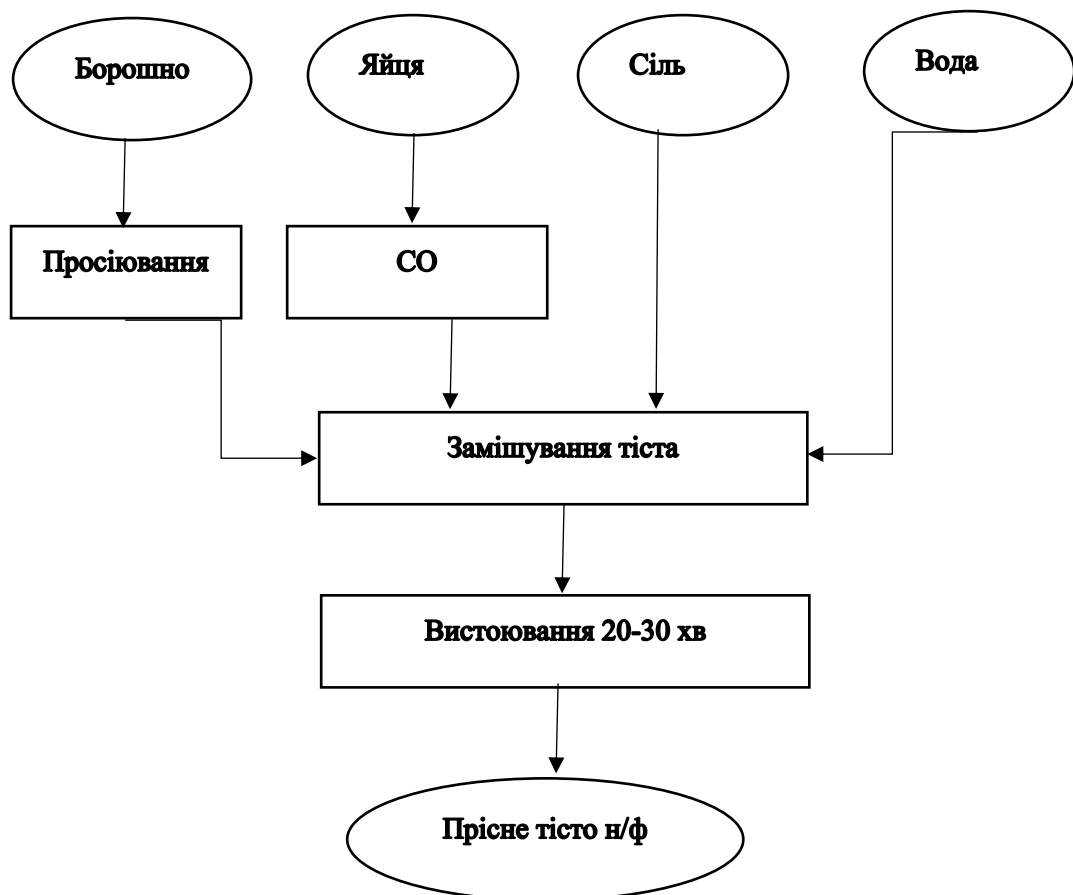 Борошно
Яйця
Сіль
Вода
Просіювання
СО
Замішування тіста
Вистоювання 20-30 хв
Прісне тісто н/ф